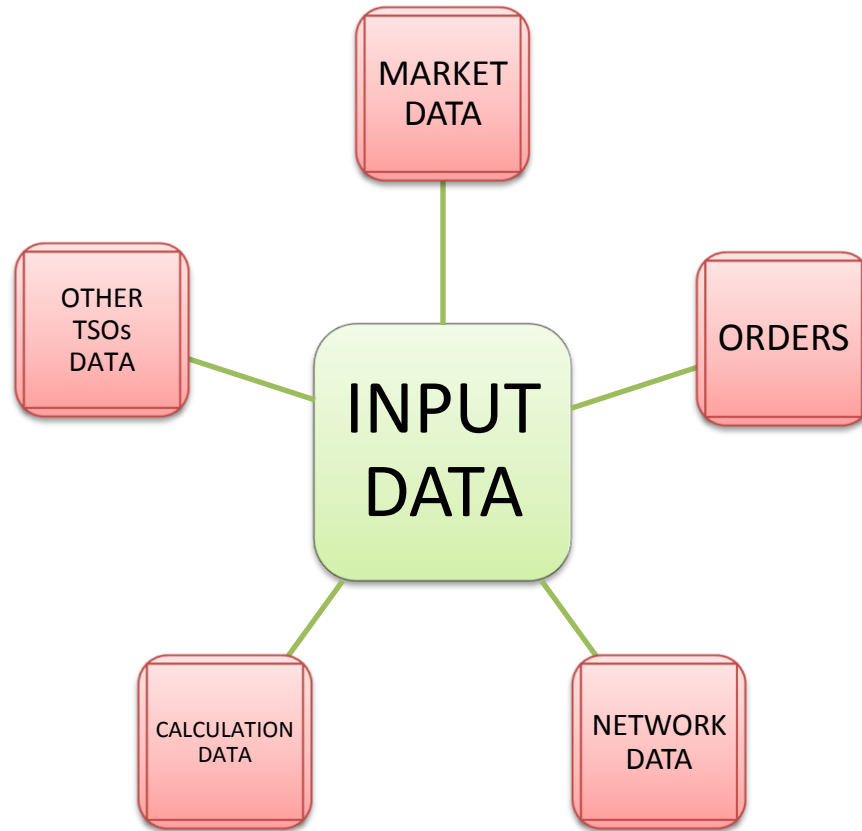 MARKET
DATA
OTHER
TSOs
DATA
ORDERS
INPUT
DATA
CALCULATION
DATA
NETWORK
DATA